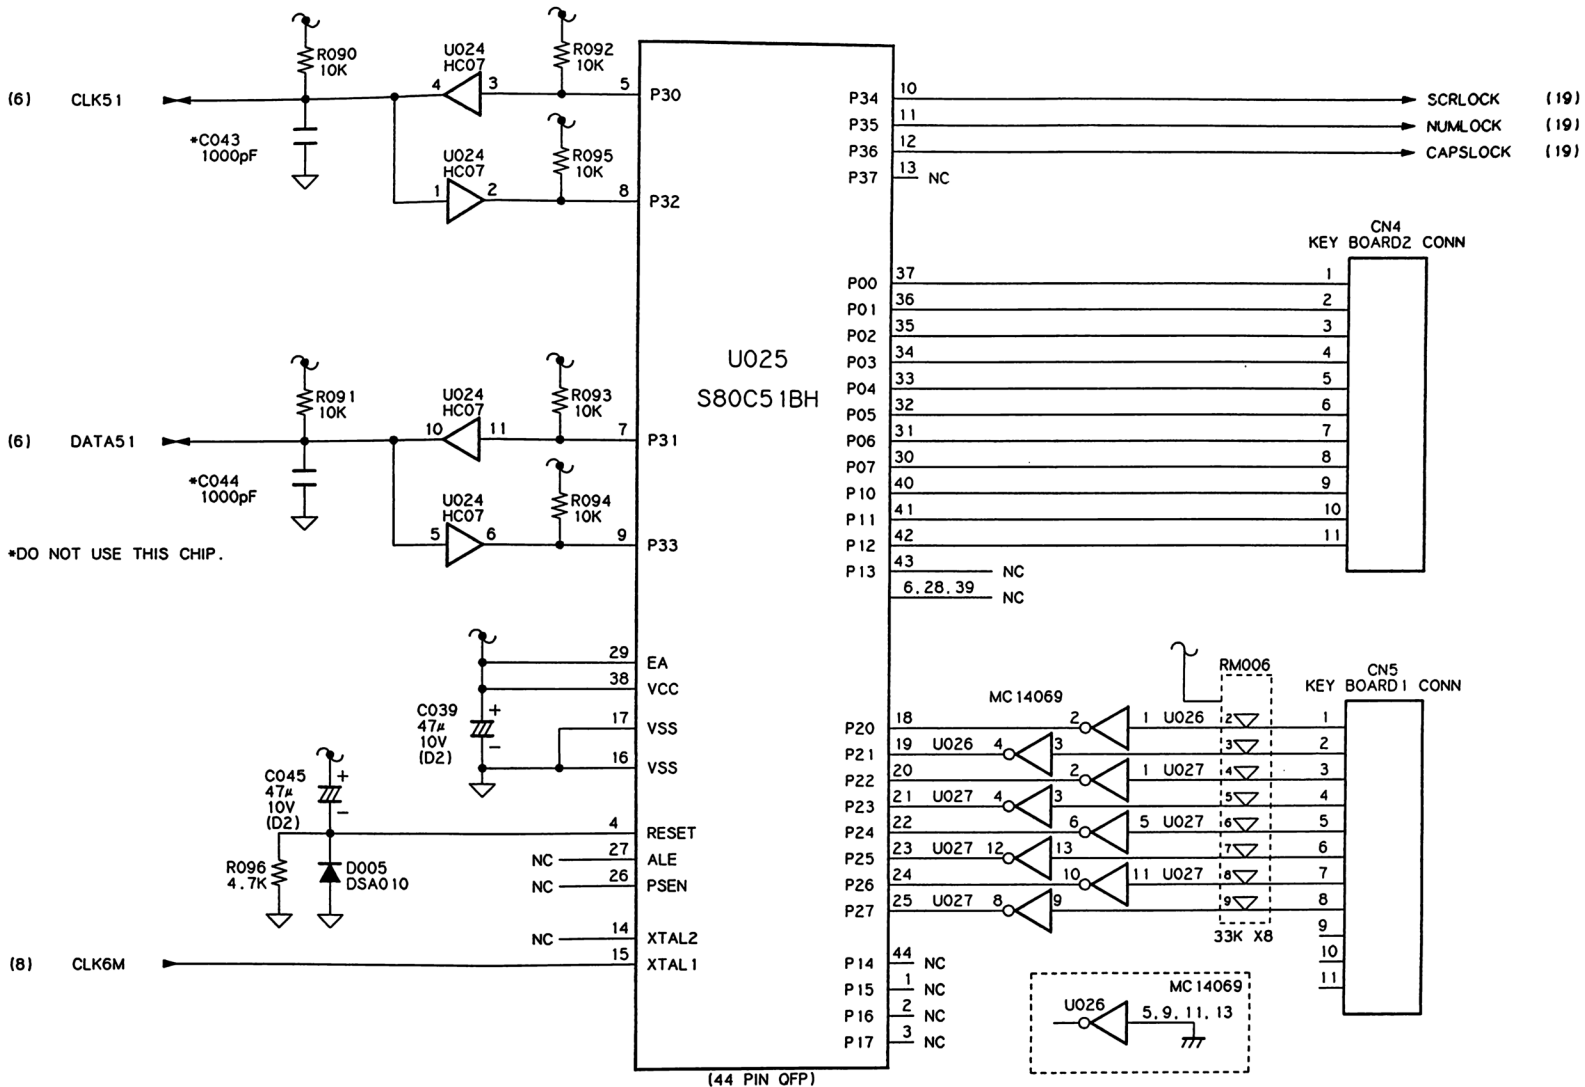 (6) CLK51
R090
10K
*C043
1000pF
U024
HC07
4 3
R092
10K
5 P30
U024
HC07
1 2
R095
10K
8 P32
(6) DATA51
R091
10K
*C044
1000pF
U024
HC07
10 11
R093
10K
7 P31
U024
HC07
5 6
R094
10K
9 P33
*DO NOT USE THIS CHIP.
C039
47μ
10V
(D2)
+
-
29 EA
38 VCC
17 VSS
16 VSS
C045
47μ
10V
(D2)
+
-
R096
4.7K
D005
DSA010
4 RESET
NC 27 ALE
NC 26 PSEN
NC 14 XTAL2
(8) CLK6M 15 XTAL1
U025
S80C51BH
(44 PIN QFP)
P34 10 SCRLOCK (19)
P35 11 NUMLOCK (19)
P36 12 CAPSLOCK (19)
P37 13 NC
CN4
KEY BOARD2 CONN
P00 37 1
P01 36 2
P02 35 3
P03 34 4
P04 33 5
P05 32 6
P06 31 7
P07 30 8
P10 40 9
P11 41 10
P12 42 11
P13 43 NC
6.28.39 NC
RM006
CN5
KEY BOARD1 CONN
MC14069
P20 18 2 1 U026 2 1
P21 19 U026 4 3 3 2
P22 20 2 1 U027 4 3
P23 21 U027 4 3 5 4
P24 22 6 5 U027 6 5
P25 23 U027 12 13 7 6
P26 24 10 11 U027 8 7
P27 25 U027 8 9 9 8
33K X8
9
10
11
P14 44 NC
P15 1 NC
P16 2 NC
P17 3 NC
MC14069
U026 5.9.11.13